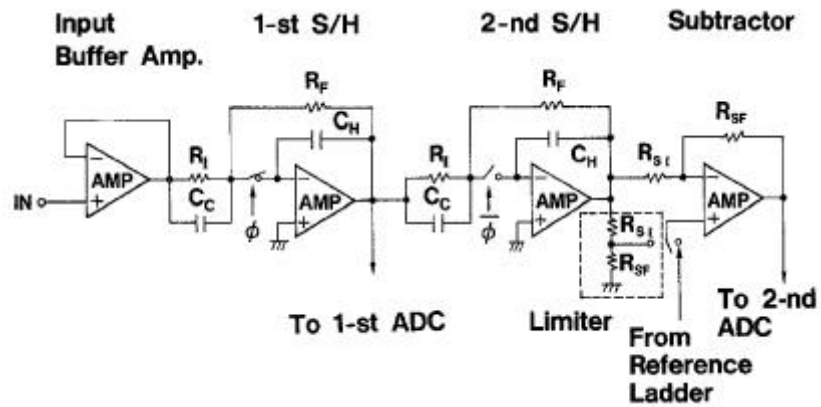 Input
Buffer Amp.
1-st S/H
2-nd S/H
Subtractor
R_F
C_H
R_I
C_C
AMP
IN
ϕ
AMP
R_F
C_H
R_I
C_C
ϕ̅
AMP
R_SI
R_SF
R_SI
R_SF
AMP
To 1-st ADC
Limiter
From
Reference
Ladder
To 2-nd
ADC